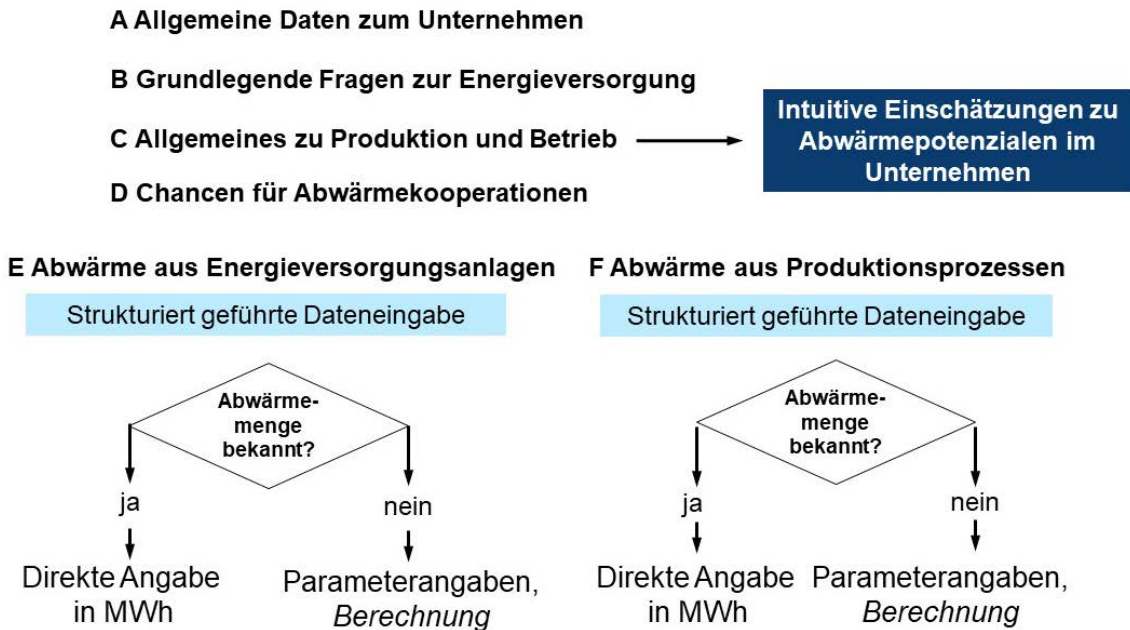 A Allgemeine Daten zum Unternehmen
B Grundlegende Fragen zur Energieversorgung
C Allgemeines zu Produktion und Betrieb
D Chancen für Abwärmekooperationen
Intuitive Einschätzungen zu
Abwärmepotenzialen im
Unternehmen
E Abwärme aus Energieversorgungsanlagen
Strukturiert geführte Dateneingabe
Abwärme-
menge
bekannt?
ja
nein
Direkte Angabe
in MWh
Parameterangaben,
Berechnung
F Abwärme aus Produktionsprozessen
Strukturiert geführte Dateneingabe
Abwärme-
menge
bekannt?
ja
nein
Direkte Angabe
in MWh
Parameterangaben,
Berechnung